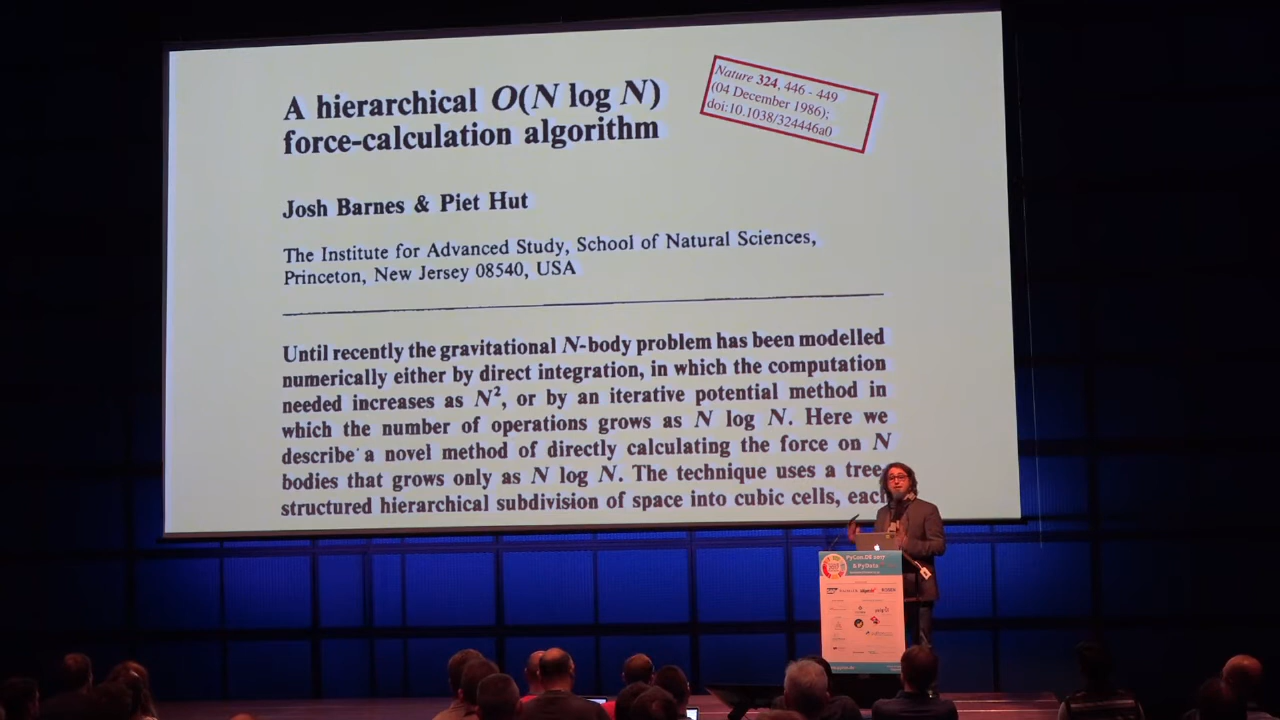 A hierarchical O(N log N)
force-calculation algorithm
Nature 324, 446 - 449
(04 December 1986);
doi:10.1038/324446a0
Josh Barnes & Piet Hut
The Institute for Advanced Study, School of Natural Sciences,
Princeton, New Jersey 08540, USA
Until recently the gravitational N-body problem has been modelled
numerically either by direct integration, in which the computation
needed increases as N², or by an iterative potential method in
which the number of operations grows as N log N. Here we
describe a novel method of directly calculating the force on N
bodies that grows only as N log N. The technique uses a tree-
structured hierarchical subdivision of space into cubic cells, each
PyCon.DE 2017
& PyData
SAP